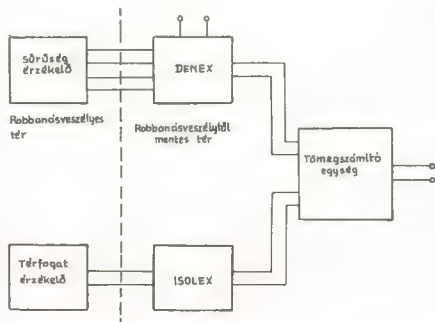 Sűrűség
érzékelő
DENEX
Robbanásveszélyes
tér
Robbanásveszélytől
mentes tér
Tömegszámító
egység
Térfogat
érzékelő
ISOLEX